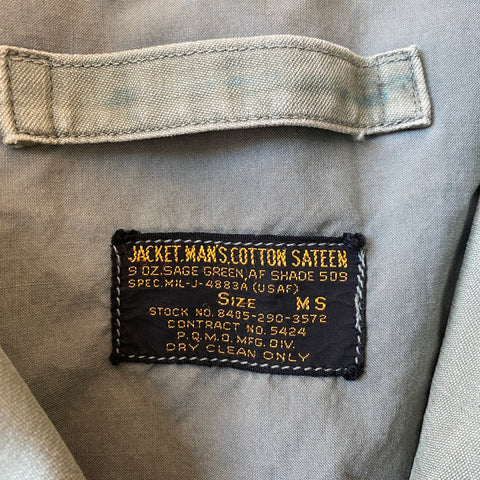 JACKET, MAN'S, COTTON SATEEN
9 OZ. SAGE GREEN, AF SHADE 509
SPEC. MIL-J-4883A (USAF)
SIZE MS
STOCK NO. 8405-290-3572
CONTRACT NO. 5424
P.Q.M.D. MFG. DIV.
DRY CLEAN ONLY